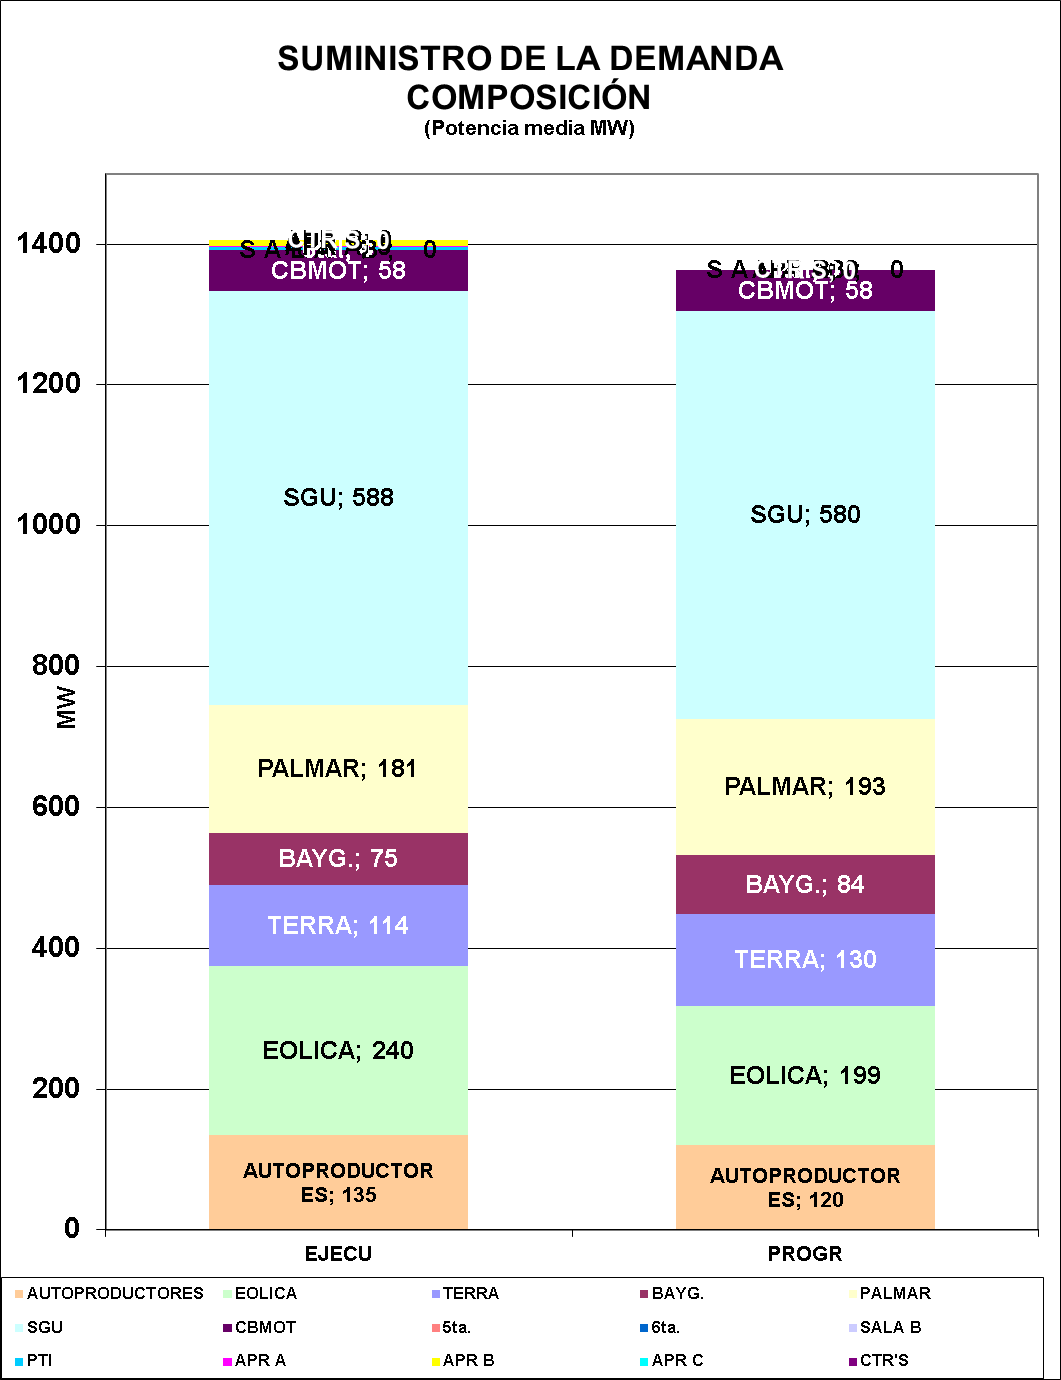 SUMINISTRO DE LA DEMANDA
COMPOSICIÓN
(Potencia media MW)
1400
1200
1000
800
600
400
200
0
MW
CBMOT; 58
SGU; 588
PALMAR; 181
BAYG.; 75
TERRA; 114
EOLICA; 240
AUTOPRODUCTOR
ES; 135
CBMOT; 58
SGU; 580
PALMAR; 193
BAYG.; 84
TERRA; 130
EOLICA; 199
AUTOPRODUCTOR
ES; 120
EJECU
PROGR
AUTOPRODUCTORES
EOLICA
TERRA
BAYG.
PALMAR
SGU
CBMOT
5ta.
6ta.
SALA B
PTI
APR A
APR B
APR C
CTR'S